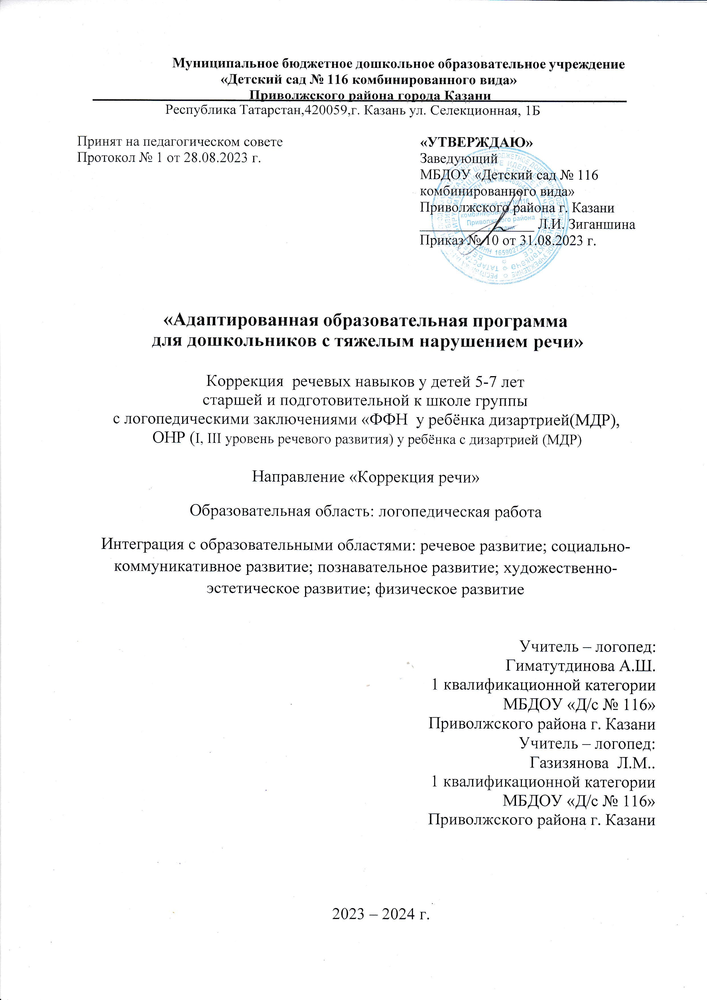 Муниципальное бюджетное дошкольное образовательное учреждение
«Детский сад № 116 комбинированного вида»
Приволжского района города Казани
Республика Татарстан,420059,г. Казань ул. Селекционная, 1Б
Принят на педагогическом совете
Протокол № 1 от 28.08.2023 г.
«УТВЕРЖДАЮ»
Заведующий
МБДОУ «Детский сад № 116
комбинированного вида»
Приволжского района г. Казани
Л.И. Зиганшина
Приказ № 10 от 31.08.2023 г.
Детский сад №116
комбинированного
Приволжского района
г. Казани
«Адаптированная образовательная программа
для дошкольников с тяжелым нарушением речи»
Коррекция речевых навыков у детей 5-7 лет
старшей и подготовительной к школе группы
с логопедическими заключениями «ФФН у ребёнка дизартрией(МДР),
ОНР (I, III уровень речевого развития) у ребёнка с дизартрией (МДР)
Направление «Коррекция речи»
Образовательная область: логопедическая работа
Интеграция с образовательными областями: речевое развитие; социально-
коммуникативное развитие; познавательное развитие; художественно-
эстетическое развитие; физическое развитие
Учитель – логопед:
Гиматутдинова А.Ш.
1 квалификационной категории
МБДОУ «Д/с № 116»
Приволжского района г. Казани
Учитель – логопед:
Газизянова Л.М..
1 квалификационной категории
МБДОУ «Д/с № 116»
Приволжского района г. Казани
2023 – 2024 г.